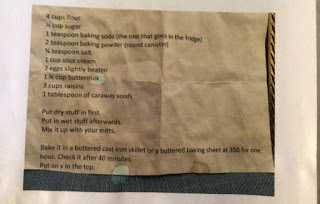 4 cups flour
¾ cup sugar
1 teaspoon baking soda (the one that goes in the fridge)
2 teaspoon baking powder (round canister)
¾ teaspoon salt
1 cup sour cream
2 eggs slightly beaten
1 ¾ cup buttermilk
3 cups raisins
1 tablespoon of caraway seeds
Put dry stuff in first.
Put in wet stuff afterwards.
Mix it up with your mitts.
Bake it in a buttered cast iron skillet or a buttered baking sheet at 350 for one
hour. Check it after 40 minutes.
Put an x in the top.